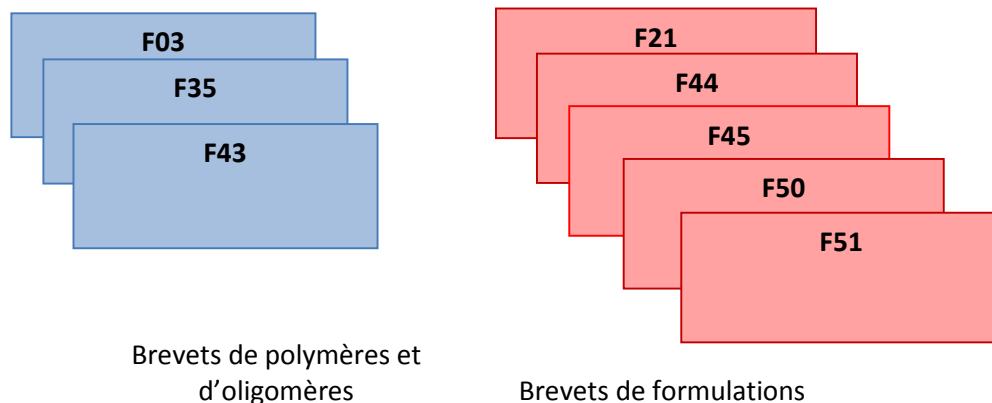 F03
F35
F43
F21
F44
F45
F50
F51
Brevets de polymères et
d’oligomères
Brevets de formulations